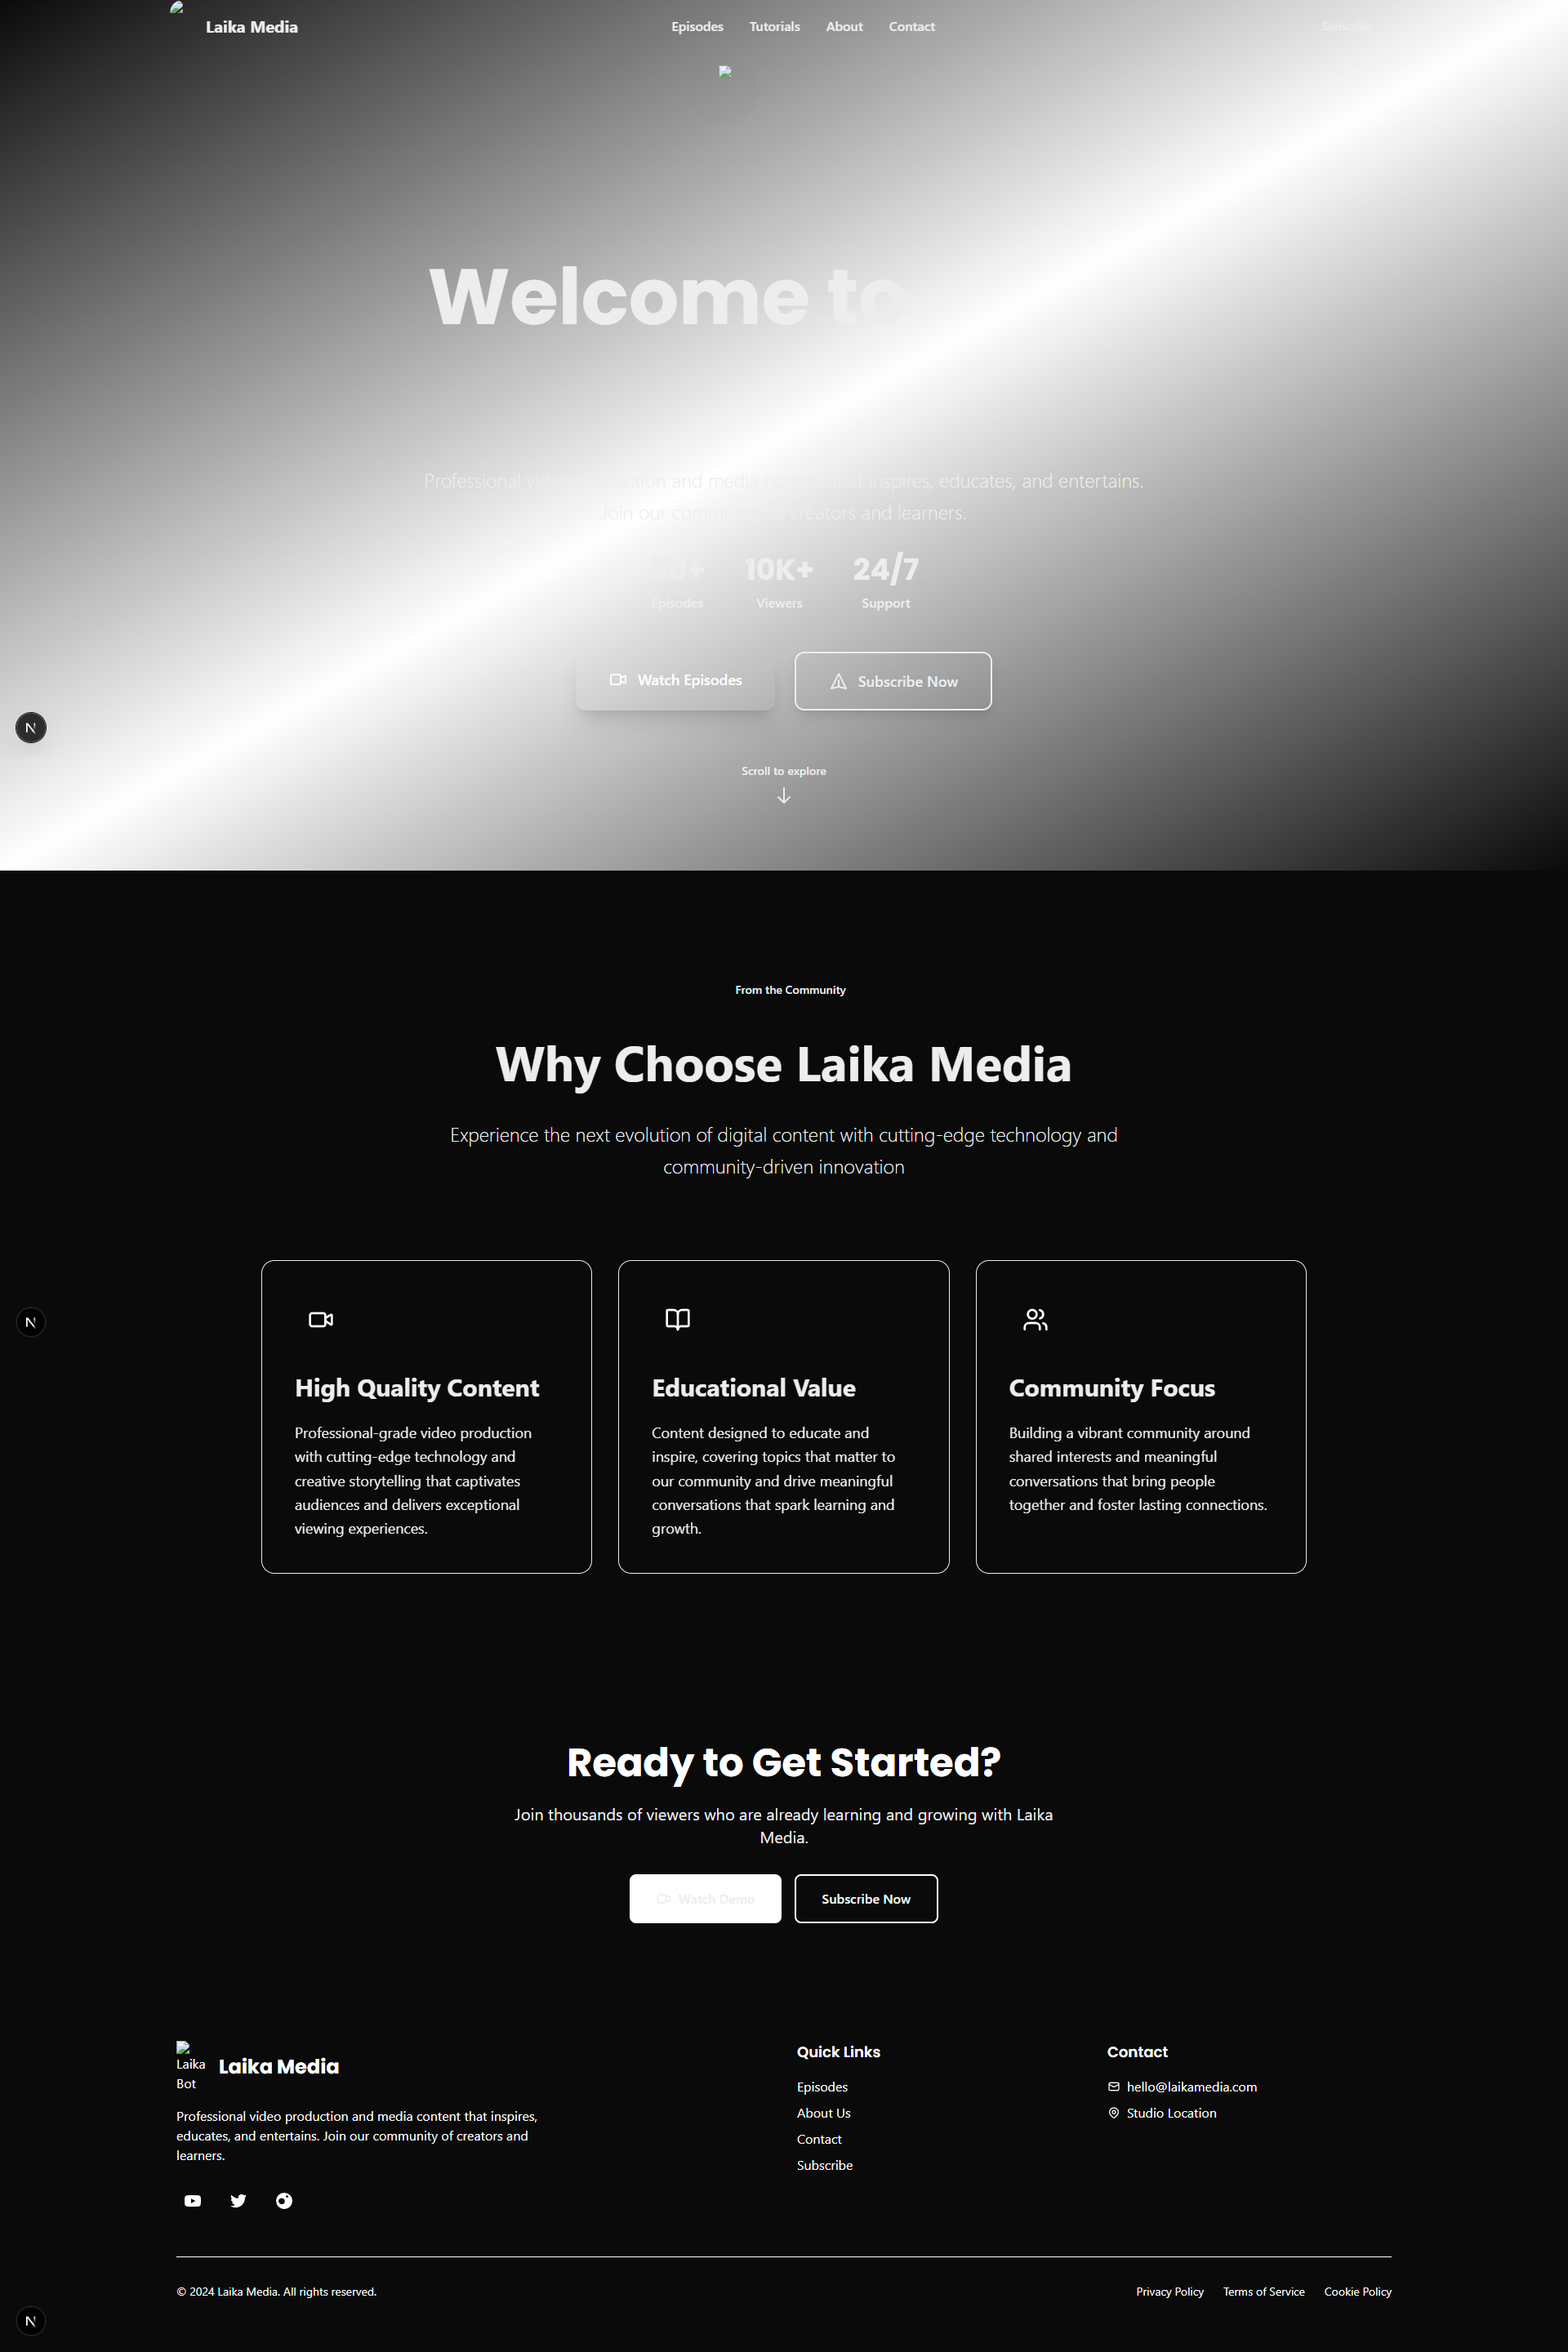 Laika Media
Episodes Tutorials About Contact Subscribe
Welcome to
Professional video production and media content that inspires, educates, and entertains.
Join our community of creators and learners.
50+ 10K+ 24/7
Episodes Viewers Support
Watch Episodes
Subscribe Now
Scroll to explore
From the Community
Why Choose Laika Media
Experience the next evolution of digital content with cutting-edge technology and
community-driven innovation
High Quality Content
Professional-grade video production
with cutting-edge technology and
creative storytelling that captivates
audiences and delivers exceptional
viewing experiences.
Educational Value
Content designed to educate and
inspire, covering topics that matter to
our community and drive meaningful
conversations that spark learning and
growth.
Community Focus
Building a vibrant community around
shared interests and meaningful
conversations that bring people
together and foster lasting connections.
Ready to Get Started?
Join thousands of viewers who are already learning and growing with Laika
Media.
Watch Demo
Subscribe Now
Laika
Bot
Laika Media
Professional video production and media content that inspires,
educates, and entertains. Join our community of creators and
learners.
Quick Links
Episodes
About Us
Contact
Subscribe
Contact
hello@laikamedia.com
Studio Location
© 2024 Laika Media. All rights reserved.
Privacy Policy Terms of Service Cookie Policy